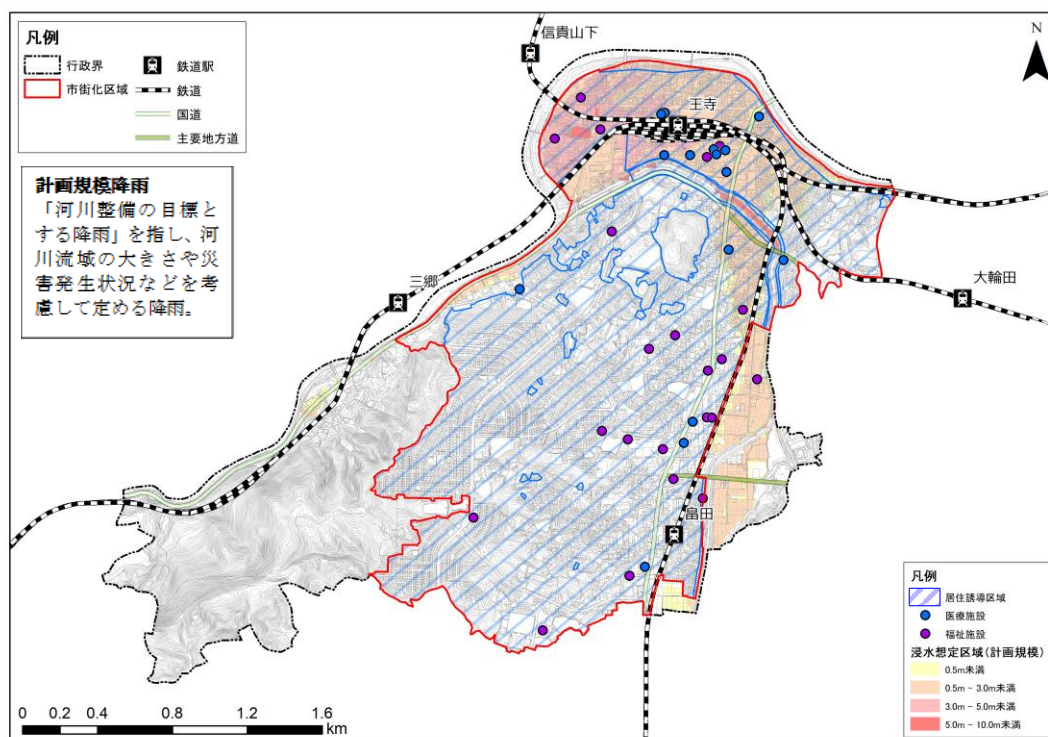 凡例
行政界
市街化区域
鉄道駅
鉄道
国道
主要地方道
計画規模降雨
「河川整備の目標と
する降雨」を指し、河
川流域の大きさや災
害発生状況などを考
慮して定める降雨。
信貴山下
N
王寺
三郷
大輪田
畠田
0 0.2 0.4 0.8 1.2 1.6
km
凡例
居住誘導区域
医療施設
福祉施設
浸水想定区域(計画規模)
0.5m未満
0.5m - 3.0m未満
3.0m - 5.0m未満
5.0m - 10.0m未満